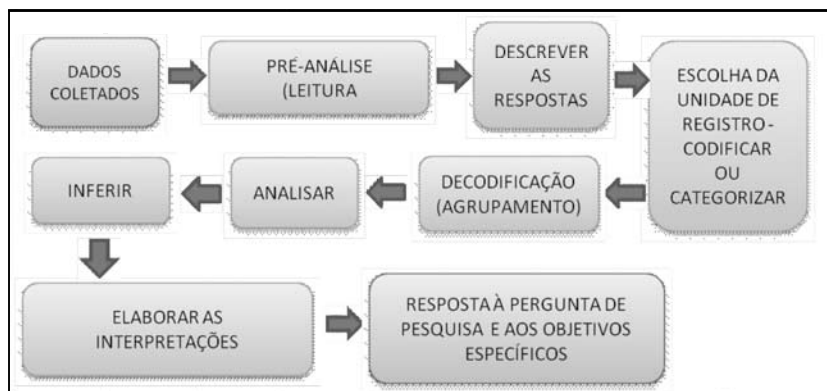 DADOS
COLETADOS
PRÉ-ANÁLISE
(LEITURA
DESCREVER
AS
RESPOSTAS
ESCOLHA DA
UNIDADE DE
REGISTRO -
CODIFICAR
OU
CATEGORIZAR
DECODIFICAÇÃO
(AGRUPAMENTO)
ANALISAR
INFERIR
ELABORAR AS
INTERPRETAÇÕES
RESPOSTA À PERGUNTA DE
PESQUISA E AOS OBJETIVOS
ESPECÍFICOS